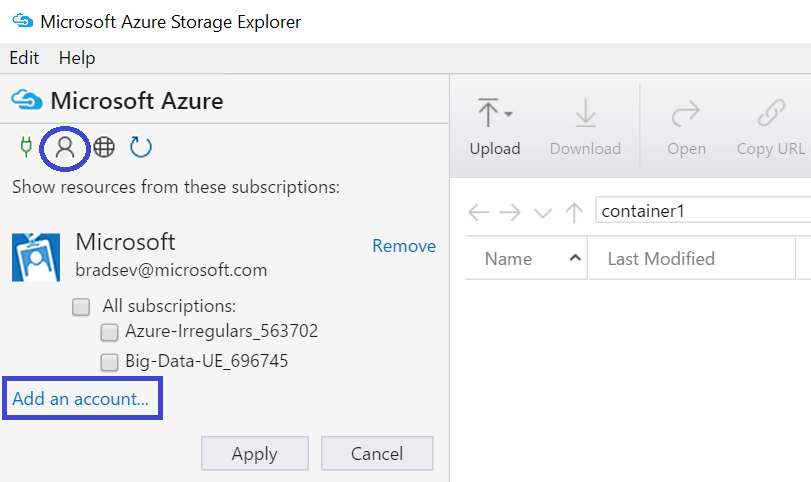 Microsoft Azure Storage Explorer
Edit Help
Microsoft Azure
Show resources from these subscriptions:
Microsoft
Remove
bradsev@microsoft.com
All subscriptions:
Azure-Irregulars_563702
Big-Data-UE_696745
Add an account...
Apply Cancel
Upload Download Open Copy URL
container1
Name Last Modified